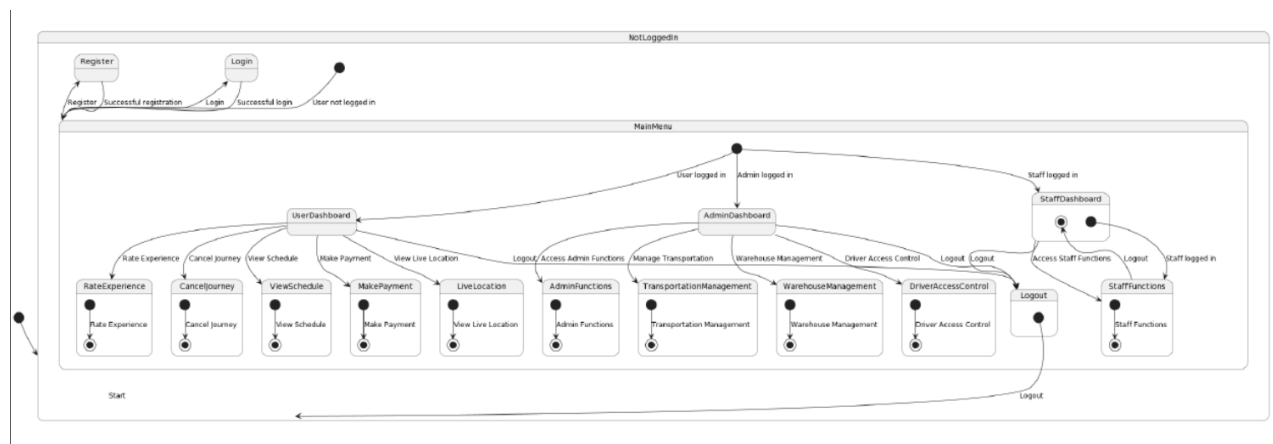 NotLoggedIn
Register
Login
Register
Successful registration
Login
Successful login
User not logged in
MainMenu
User logged in
Admin logged in
Staff logged in
StaffDashboard
UserDashboard
AdminDashboard
Rate Experience
Cancel Journey
View Schedule
Make Payment
View Live Location
Logout
Access Admin Functions
Manage Transportation
Warehouse Management
Driver Access Control
Logout
Logout
Access Staff Functions
Logout
Staff logged in
RateExperience
CancelJourney
ViewSchedule
MakePayment
LiveLocation
AdminFunctions
TransportationManagement
WarehouseManagement
DriverAccessControl
Logout
StaffFunctions
Rate Experience
Cancel Journey
View Schedule
Make Payment
View Live Location
Admin Functions
Transportation Management
Warehouse Management
Driver Access Control
Staff Functions
Start
Logout